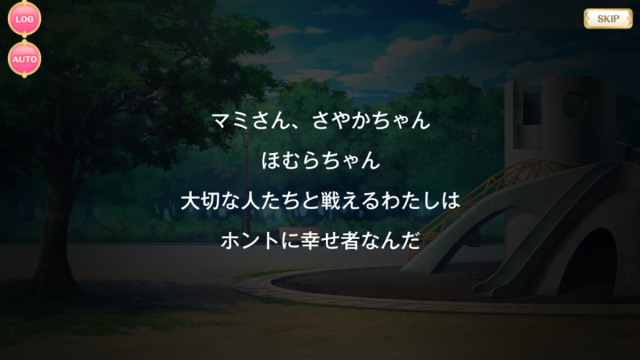 LOG
SKIP
AUTO
マミさん、さやかちゃん
ほむらちゃん
大切な人たちと戦えるわたしは
ホントに幸せ者なんだ